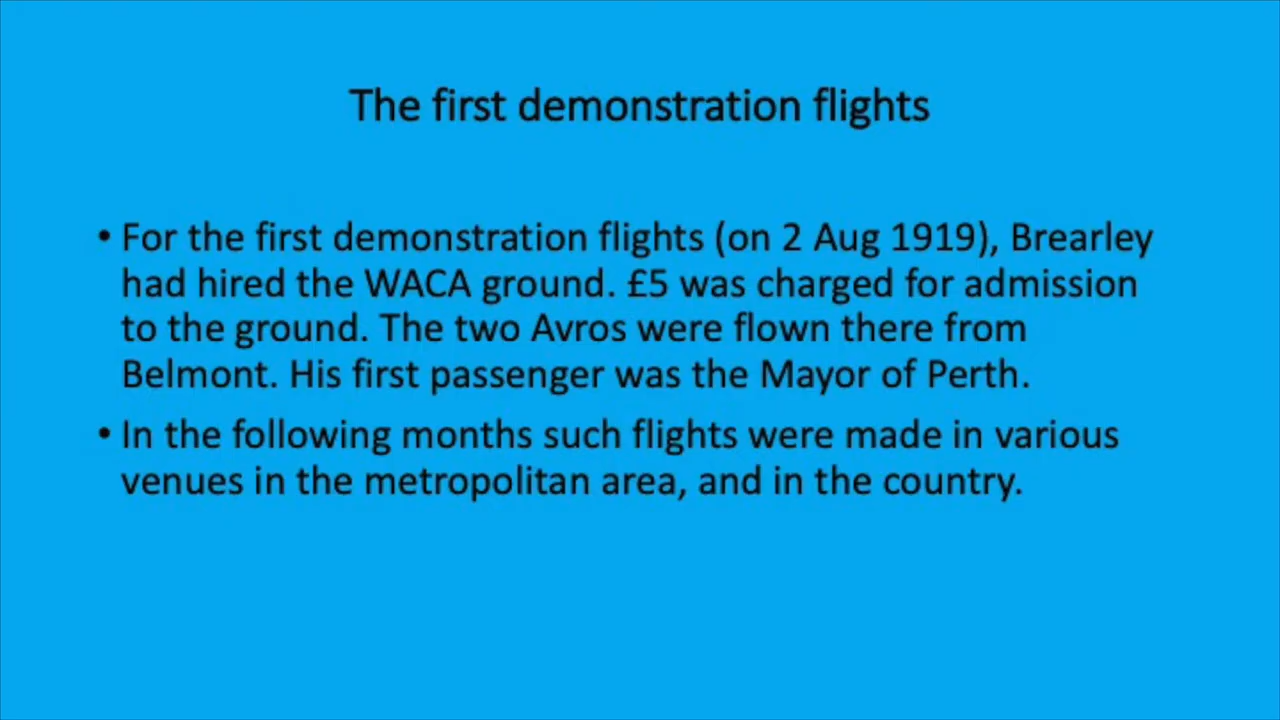 The first demonstration flights
• For the first demonstration flights (on 2 Aug 1919), Brearley
had hired the WACA ground. £5 was charged for admission
to the ground. The two Avros were flown there from
Belmont. His first passenger was the Mayor of Perth.
• In the following months such flights were made in various
venues in the metropolitan area, and in the country.